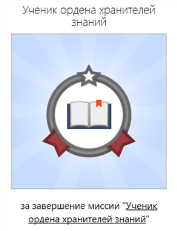 Ученик ордена хранителей
знаний
за завершение миссии "Ученик
ордена хранителей знаний"